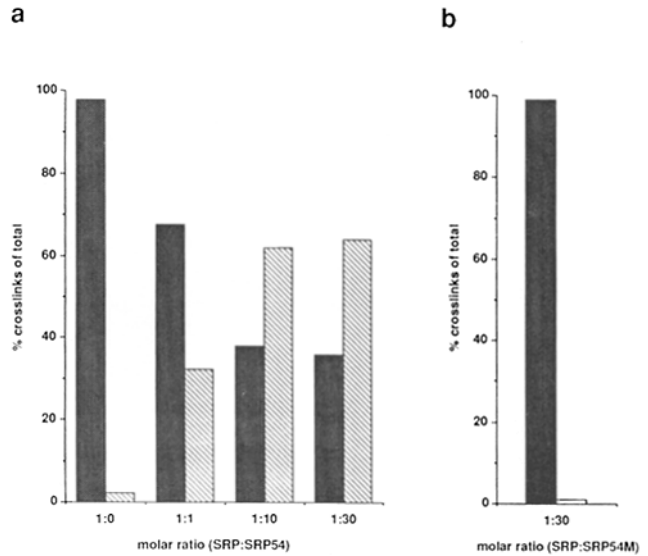 a
b
100
80
60
40
20
0
% crosslinks of total
1:0 1:1 1:10 1:30
molar ratio (SRP:SRP54)
100
80
60
40
20
0
% crosslinks of total
1:30
molar ratio (SRP:SRP54M)